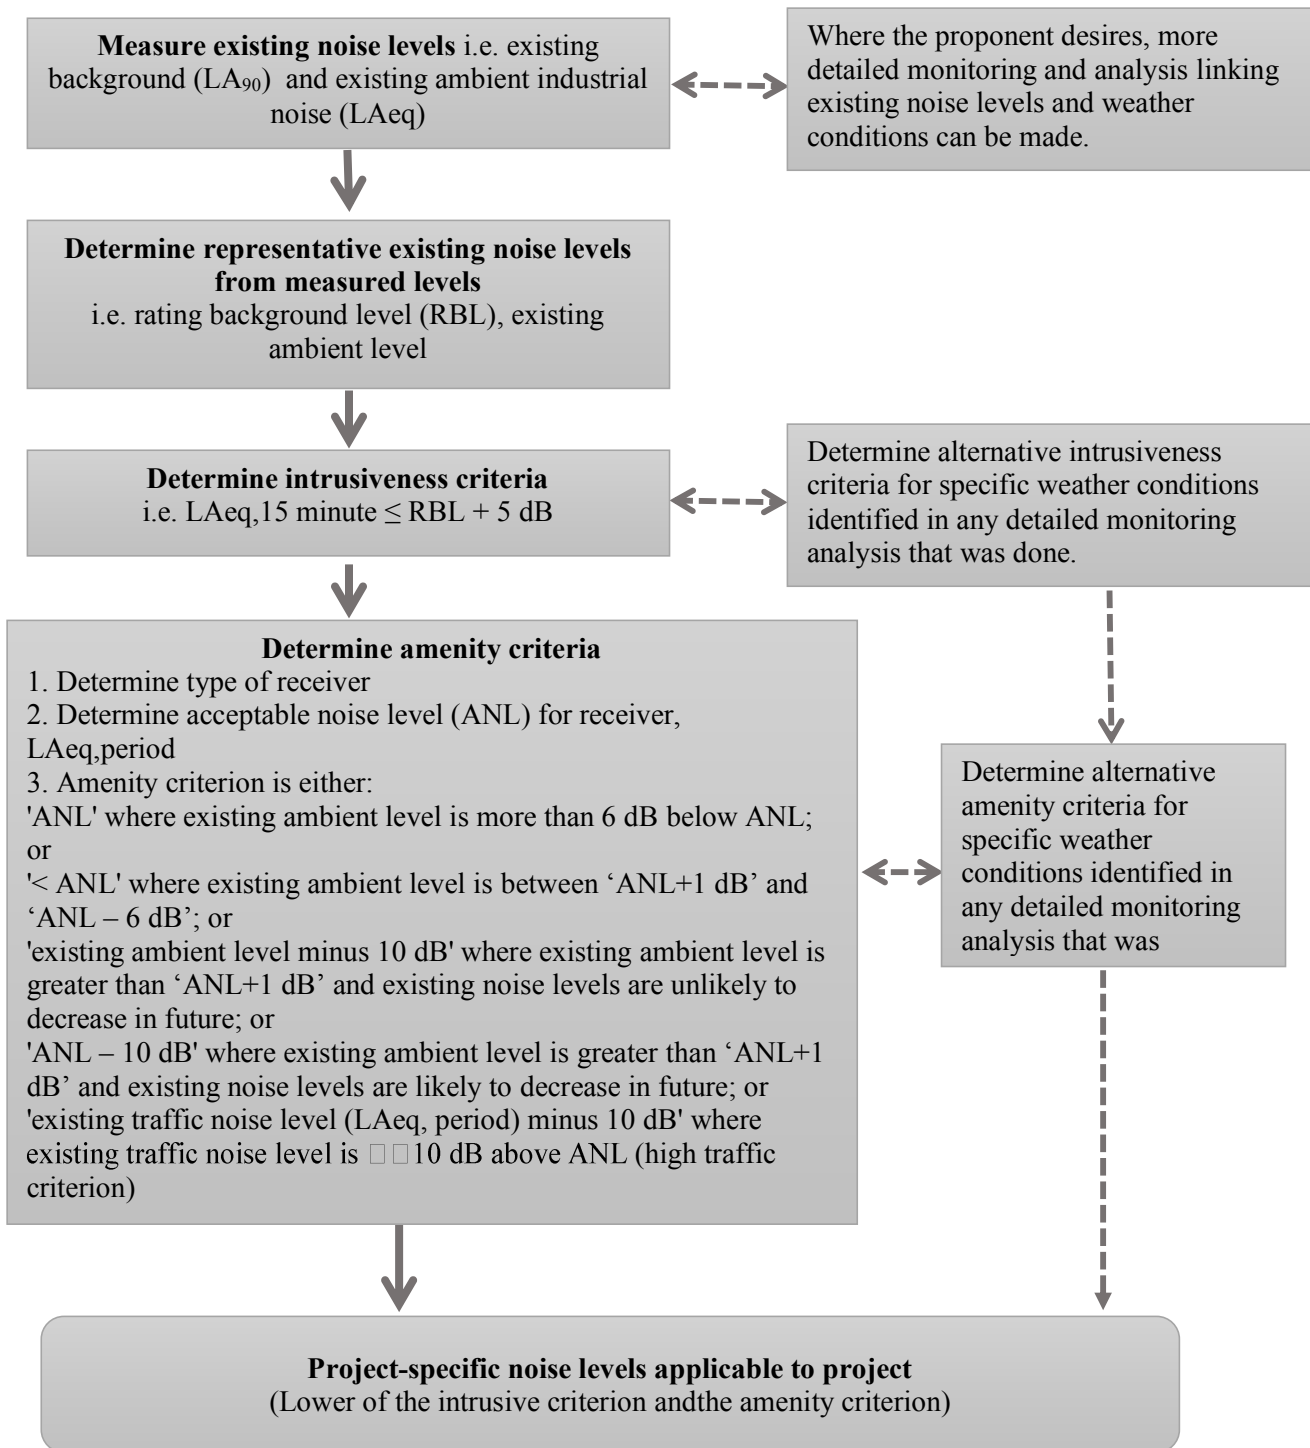 Measure existing noise levels i.e. existing
background (LA₉₀) and existing ambient industrial
noise (LAeq)
Where the proponent desires, more
detailed monitoring and analysis linking
existing noise levels and weather
conditions can be made.
Determine representative existing noise levels
from measured levels
i.e. rating background level (RBL), existing
ambient level
Determine intrusiveness criteria
i.e. LAeq,15 minute ≤ RBL + 5 dB
Determine alternative intrusiveness
criteria for specific weather conditions
identified in any detailed monitoring
analysis that was done.
Determine amenity criteria
1. Determine type of receiver
2. Determine acceptable noise level (ANL) for receiver,
LAeq,period
3. Amenity criterion is either:
'ANL' where existing ambient level is more than 6 dB below ANL;
or
'< ANL' where existing ambient level is between ‘ANL+1 dB’ and
‘ANL – 6 dB’; or
'existing ambient level minus 10 dB' where existing ambient level is
greater than ‘ANL+1 dB’ and existing noise levels are unlikely to
decrease in future; or
'ANL – 10 dB' where existing ambient level is greater than ‘ANL+1
dB’ and existing noise levels are likely to decrease in future; or
'existing traffic noise level (LAeq, period) minus 10 dB' where
existing traffic noise level is □□10 dB above ANL (high traffic
criterion)
Determine alternative
amenity criteria for
specific weather
conditions identified in
any detailed monitoring
analysis that was
Project-specific noise levels applicable to project
(Lower of the intrusive criterion andthe amenity criterion)